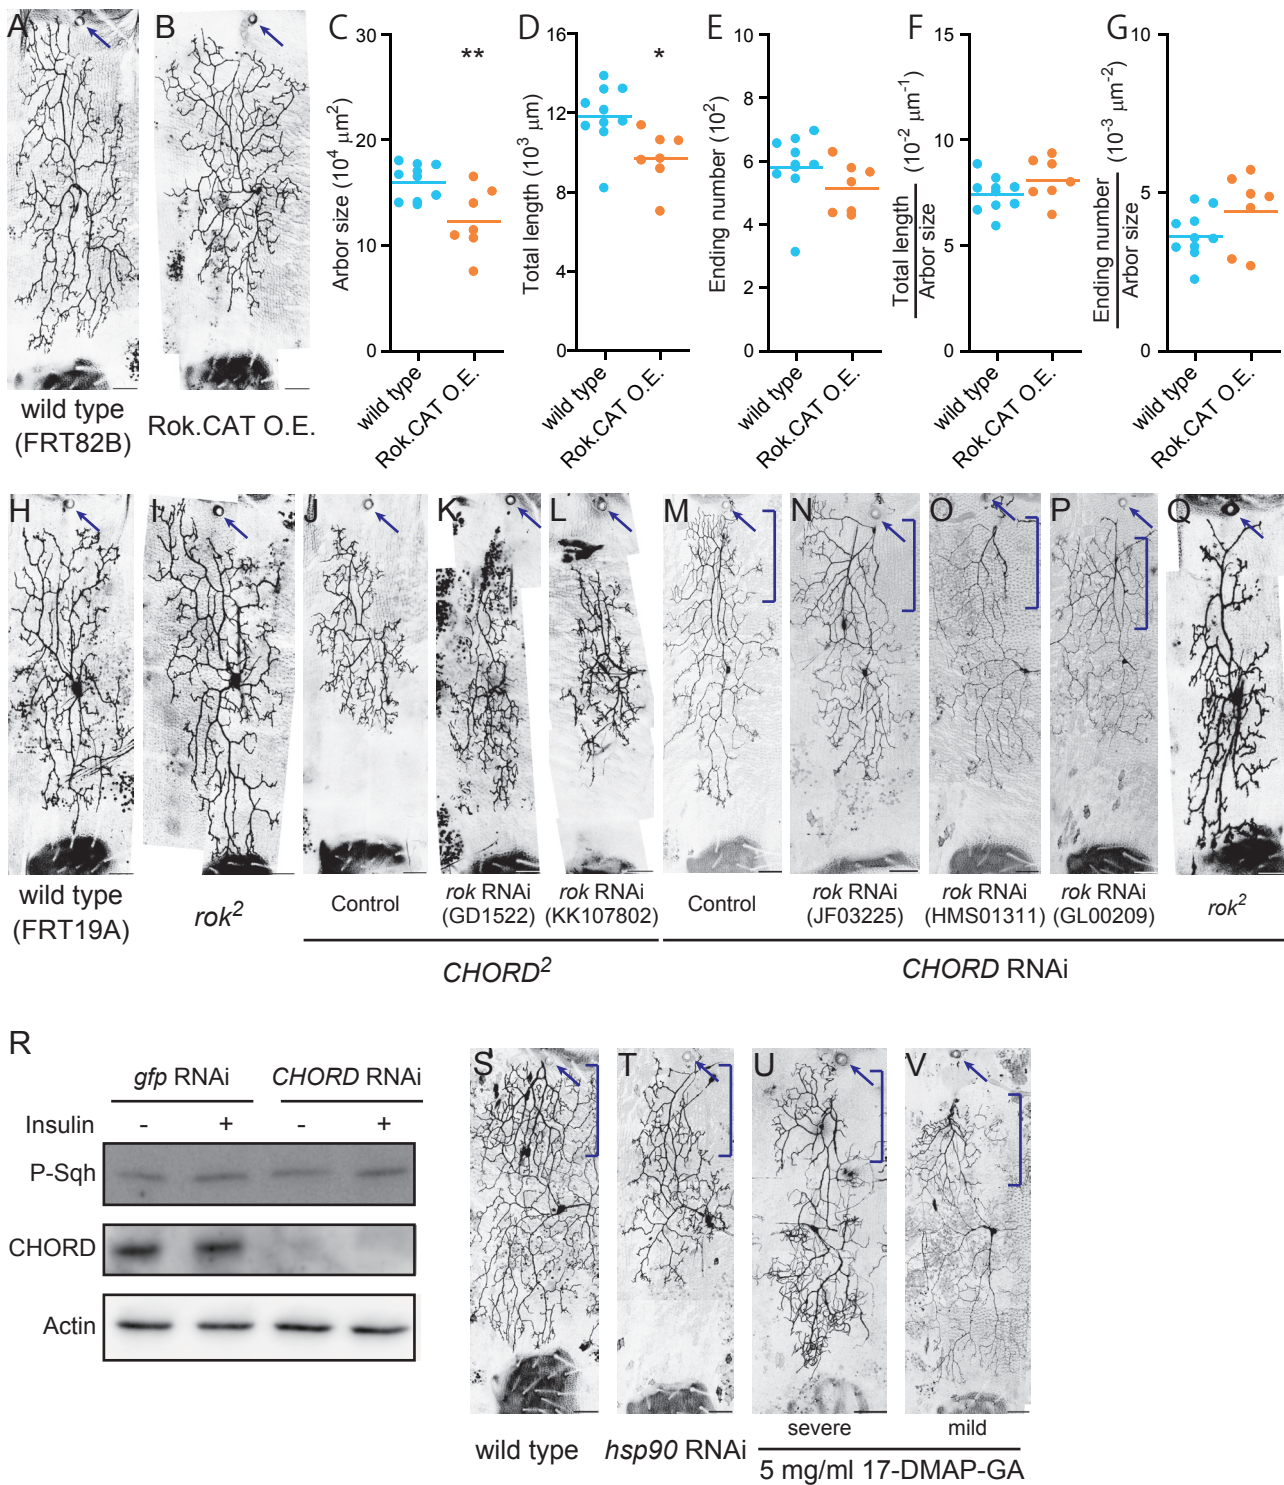 A
B
wild type
(FRT82B)
Rok.CAT O.E.
C
Arbor size (10⁴ μm²)
30
20
10
0
**
wild type
Rok.CAT O.E.
D
Total length (10³ μm)
16
12
8
4
0
*
wild type
Rok.CAT O.E.
E
Ending number (10²)
10
8
6
4
2
0
wild type
Rok.CAT O.E.
F
Total length
Arbor size
(10⁻² μm⁻¹)
15
10
5
0
wild type
Rok.CAT O.E.
G
Ending number
Arbor size
(10⁻³ μm⁻²)
10
5
0
wild type
Rok.CAT O.E.
H
I
J
K
L
M
N
O
P
Q
wild type
(FRT19A)
rok²
Control
rok RNAi
(GD1522)
rok RNAi
(KK107802)
Control
rok RNAi
(JF03225)
rok RNAi
(HMS01311)
rok RNAi
(GL00209)
rok²
CHORD²
CHORD RNAi
R
gfp RNAi
CHORD RNAi
Insulin - + - +
P-Sqh
CHORD
Actin
S
T
U
V
wild type
hsp90 RNAi
severe
mild
5 mg/ml 17-DMAP-GA